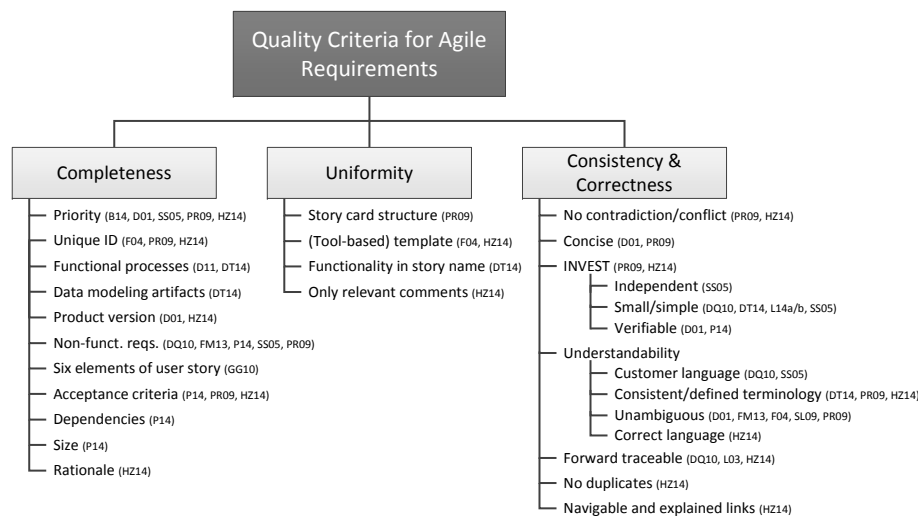 Quality Criteria for Agile
Requirements
Completeness
Priority (B14, D01, SS05, PR09, HZ14)
Unique ID (F04, PR09, HZ14)
Functional processes (D11, DT14)
Data modeling artifacts (DT14)
Product version (D01, HZ14)
Non-funct. reqs. (DQ10, FM13, P14, SS05, PR09)
Six elements of user story (GG10)
Acceptance criteria (P14, PR09, HZ14)
Dependencies (P14)
Size (P14)
Rationale (HZ14)
Uniformity
Story card structure (PR09)
(Tool-based) template (F04, HZ14)
Functionality in story name (DT14)
Only relevant comments (HZ14)
Consistency &
Correctness
No contradiction/conflict (PR09, HZ14)
Concise (D01, PR09)
INVEST (PR09, HZ14)
Independent (SS05)
Small/simple (DQ10, DT14, L14a/b, SS05)
Verifiable (D01, P14)
Understandability
Customer language (DQ10, SS05)
Consistent/defined terminology (DT14, PR09, HZ14)
Unambiguous (D01, FM13, F04, SL09, PR09)
Correct language (HZ14)
Forward traceable (DQ10, L03, HZ14)
No duplicates (HZ14)
Navigable and explained links (HZ14)